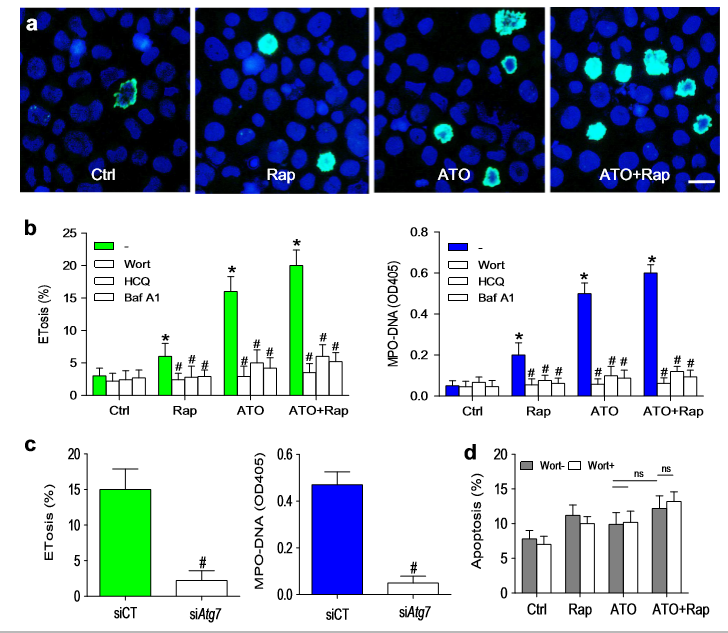 a
Ctrl
Rap
ATO
ATO+Rap
b
ETosis (%)
25
20
15
10
5
0
-
Wort
HCQ
Baf A1
*
*
*
# # #
# # #
# # #
Ctrl
Rap
ATO
ATO+Rap
MPO-DNA (OD405)
0.8
0.6
0.4
0.2
0.0
-
Wort
HCQ
Baf A1
*
*
*
# # #
# # #
# # #
Ctrl
Rap
ATO
ATO+Rap
c
ETosis (%)
20
15
10
5
0
#
siCT
siAtg7
MPO-DNA (OD405)
0.6
0.4
0.2
0.0
#
siCT
siAtg7
d
Apoptosis (%)
20
15
10
5
0
Wort-
Wort+
ns
ns
Ctrl
Rap
ATO
ATO+Rap